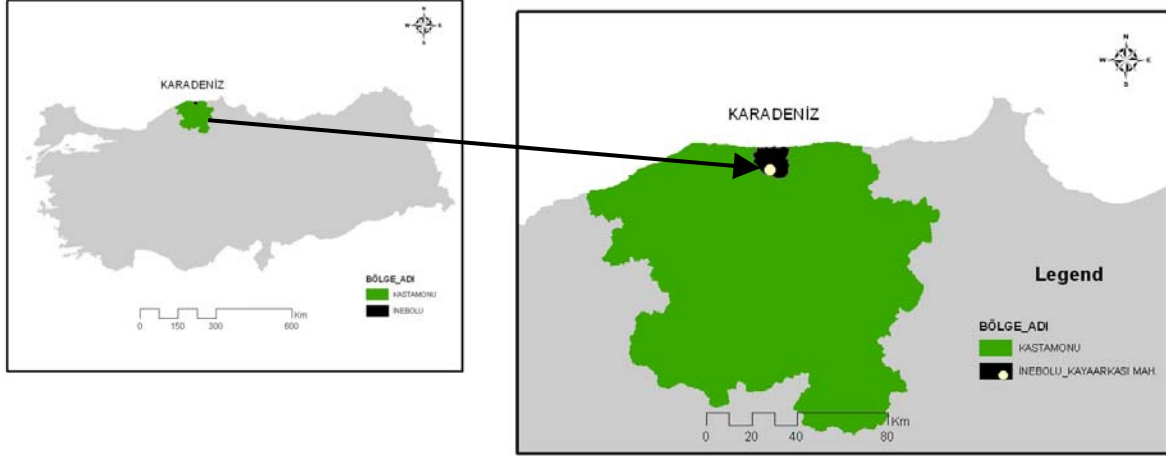 N
W E
S
KARADENİZ
BÖLGE_ADI
KASTAMONU
İNEBOLU
Km
0 150 300 600
N
W E
S
KARADENİZ
Legend
BÖLGE_ADI
KASTAMONU
İNEBOLU_KAYAARKASI MAH.
Km
0 20 40 80